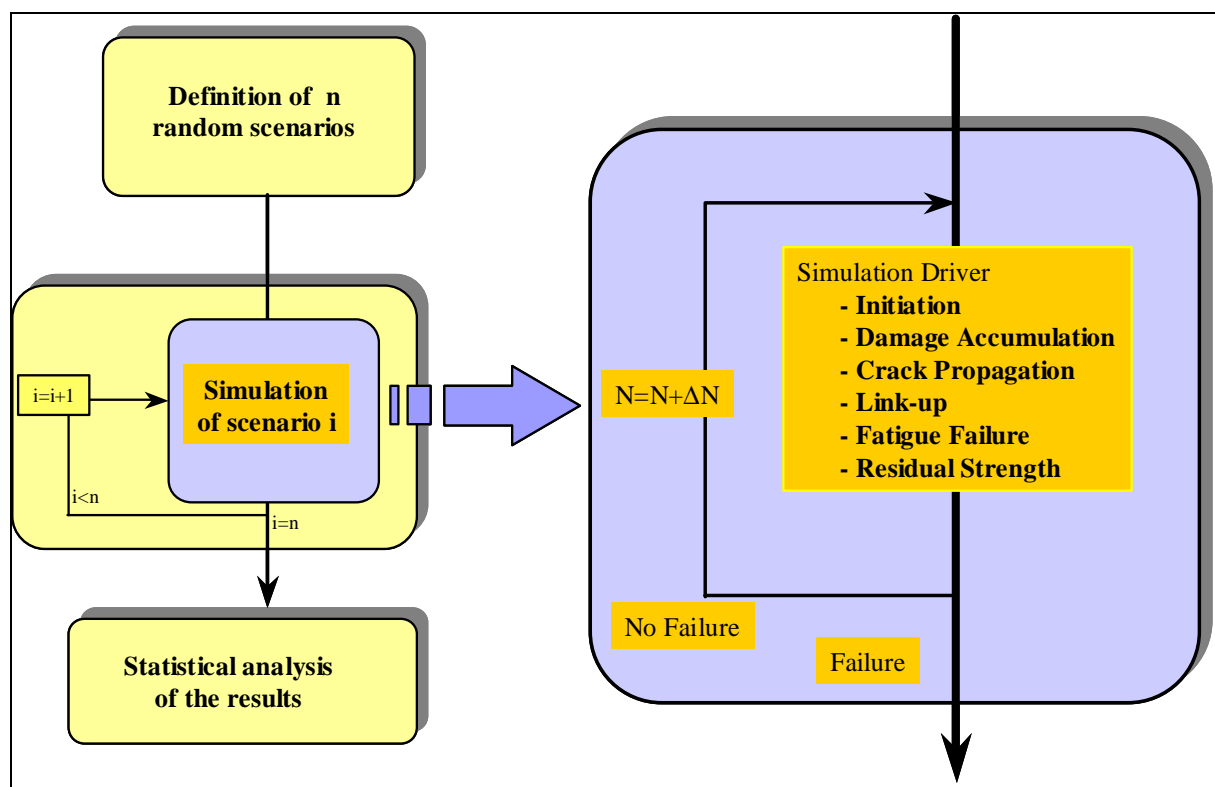 Definition of n
random scenarios
i=i+1
Simulation
of scenario i
i<n
i=n
Statistical analysis
of the results
Simulation Driver
- Initiation
- Damage Accumulation
- Crack Propagation
- Link-up
- Fatigue Failure
- Residual Strength
N=N+ΔN
No Failure
Failure